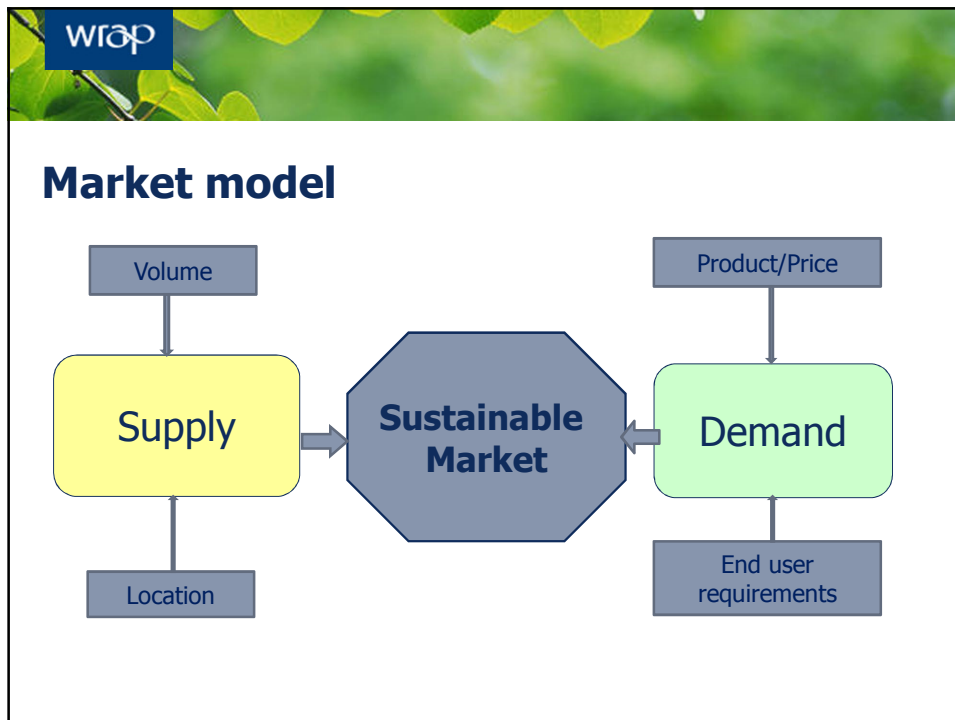 wrap
Market model
Volume
Product/Price
Supply
Sustainable
Market
Demand
Location
End user
requirements